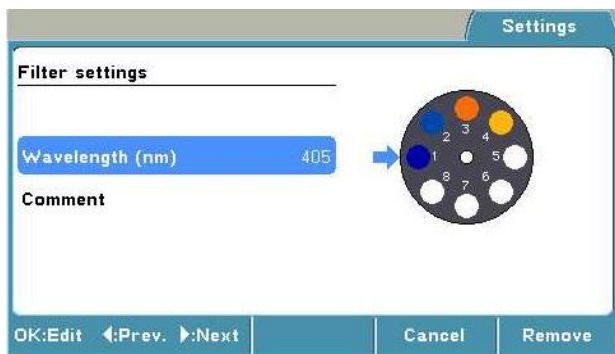 Settings
Filter settings
Wavelength (nm) 405
Comment
1
2
3
4
5
6
7
8
OK:Edit ◀:Prev. ▶:Next Cancel Remove